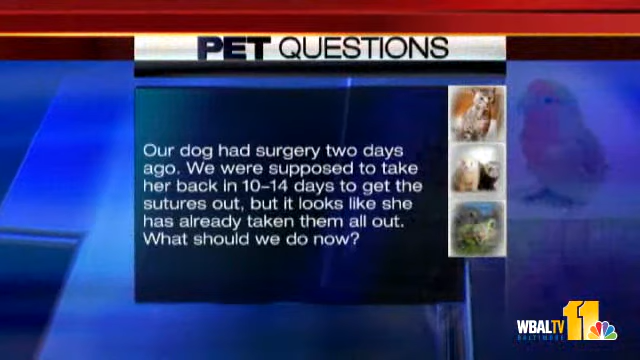 PET QUESTIONS
Our dog had surgery two days
ago. We were supposed to take
her back in 10–14 days to get the
sutures out, but it looks like she
has already taken them all out.
What should we do now?
WBALTV 11
BALTIMORE